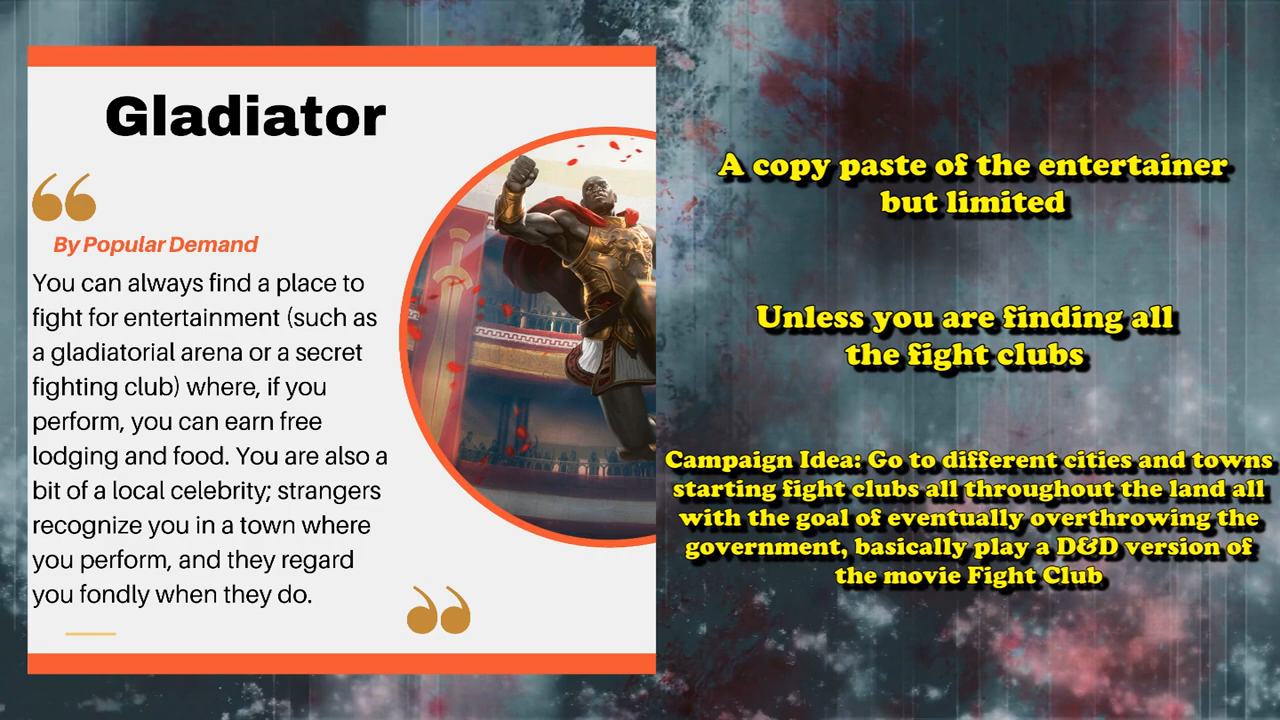 Gladiator
By Popular Demand
You can always find a place to
fight for entertainment (such as
a gladiatorial arena or a secret
fighting club) where, if you
perform, you can earn free
lodging and food. You are also a
bit of a local celebrity; strangers
recognize you in a town where
you perform, and they regard
you fondly when they do.
A copy paste of the entertainer
but limited
Unless you are finding all
the fight clubs
Campaign Idea: Go to different cities and towns
starting fight clubs all throughout the land all
with the goal of eventually overthrowing the
government, basically play a D&D version of
the movie Fight Club